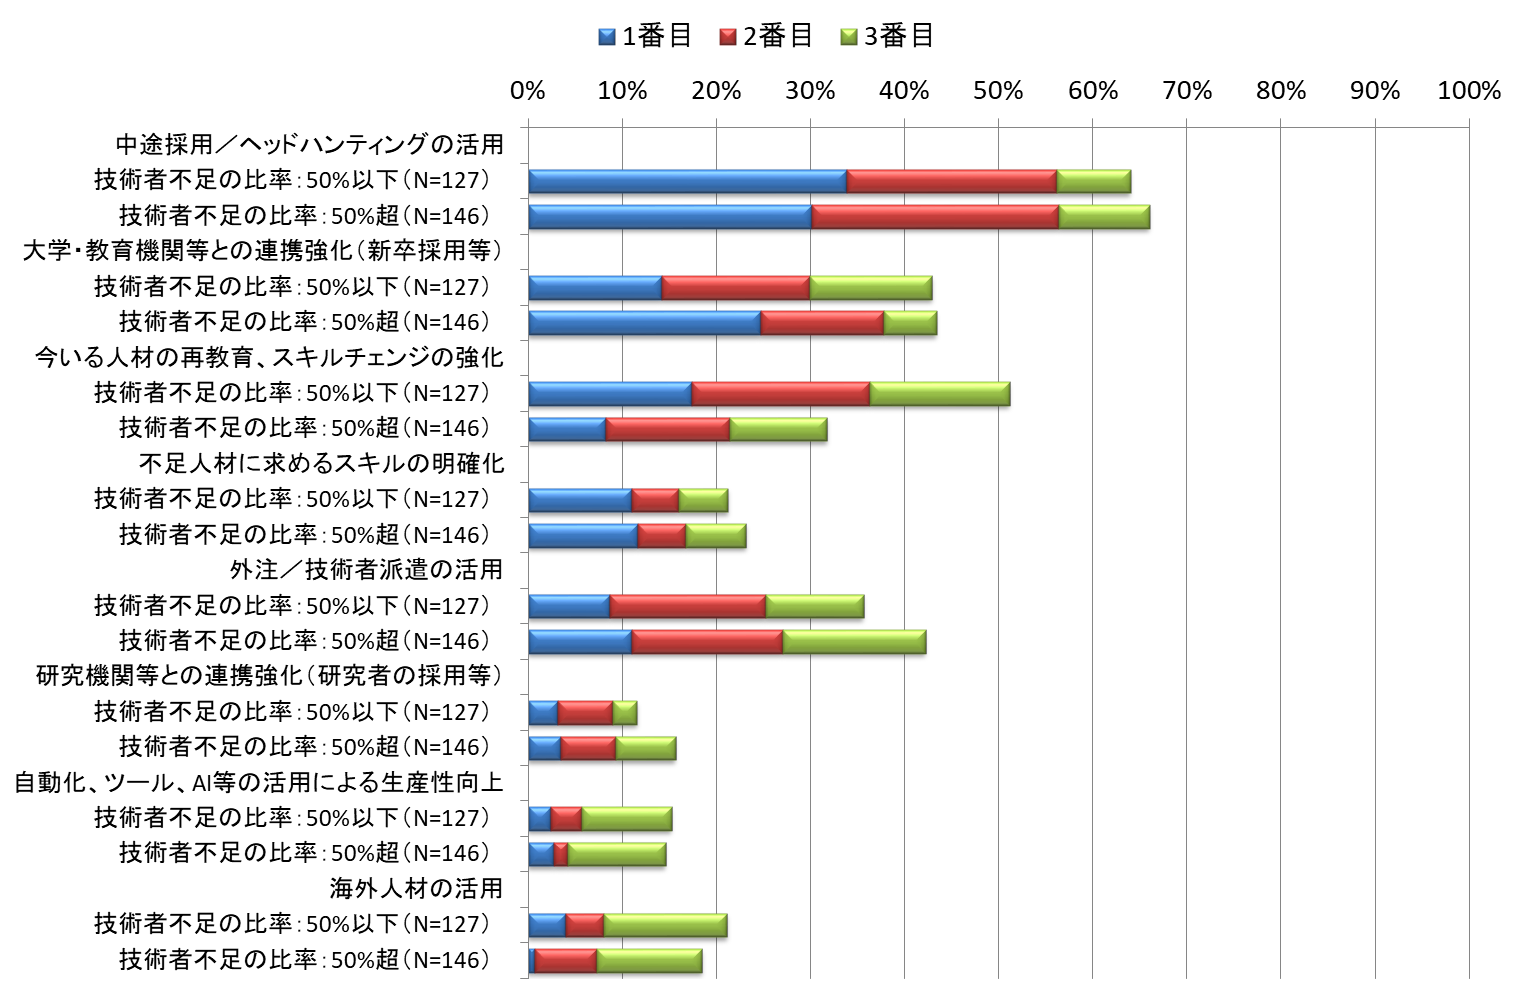 1番目 2番目 3番目
0% 10% 20% 30% 40% 50% 60% 70% 80% 90% 100%
中途採用／ヘッドハンティングの活用
技術者不足の比率：50%以下（N=127）
技術者不足の比率：50%超（N=146）
大学・教育機関等との連携強化（新卒採用等）
技術者不足の比率：50%以下（N=127）
技術者不足の比率：50%超（N=146）
今いる人材の再教育、スキルチェンジの強化
技術者不足の比率：50%以下（N=127）
技術者不足の比率：50%超（N=146）
不足人材に求めるスキルの明確化
技術者不足の比率：50%以下（N=127）
技術者不足の比率：50%超（N=146）
外注／技術者派遣の活用
技術者不足の比率：50%以下（N=127）
技術者不足の比率：50%超（N=146）
研究機関等との連携強化（研究者の採用等）
技術者不足の比率：50%以下（N=127）
技術者不足の比率：50%超（N=146）
自動化、ツール、AI等の活用による生産性向上
技術者不足の比率：50%以下（N=127）
技術者不足の比率：50%超（N=146）
海外人材の活用
技術者不足の比率：50%以下（N=127）
技術者不足の比率：50%超（N=146）